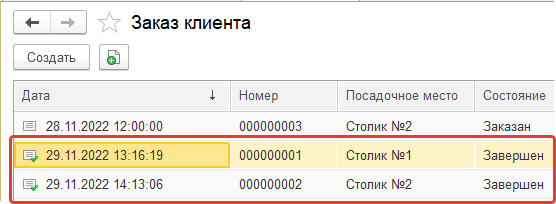 Заказ клиента
Создать
Дата ↓ Номер Посадочное место Состояние
28.11.2022 12:00:00 000000003 Столик №2 Заказан
29.11.2022 13:16:19 000000001 Столик №1 Завершен
29.11.2022 14:13:06 000000002 Столик №2 Завершен